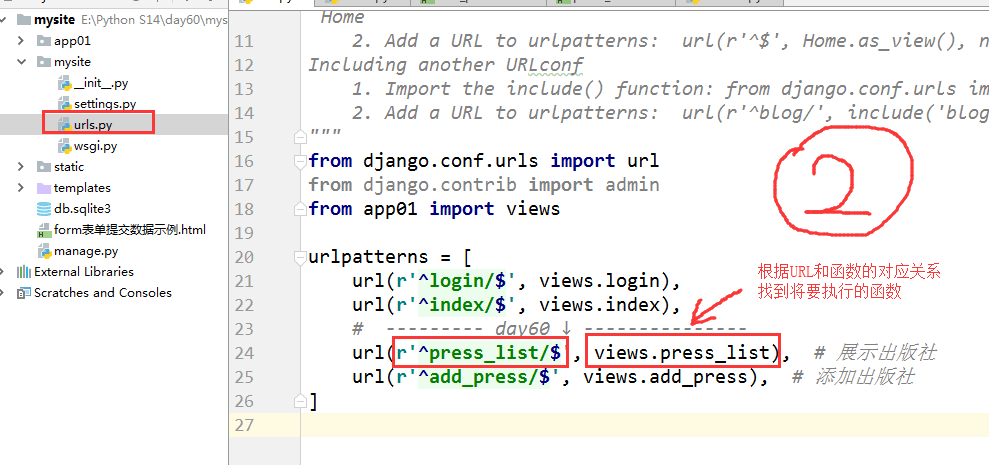 mysite E:\Python S14\day60\mys
app01
mysite
__init__.py
settings.py
urls.py
wsgi.py
static
templates
db.sqlite3
form表单提交数据示例.html
manage.py
External Libraries
Scratches and Consoles
Home
11 2. Add a URL to urlpatterns:  url(r'^$', Home.as_view(), n
12 Including another URLconf
13 1. Import the include() function: from django.conf.urls im
14 2. Add a URL to urlpatterns:  url(r'^blog/', include('blog
15 """
16 from django.conf.urls import url
17 from django.contrib import admin
18 from app01 import views
19
20 urlpatterns = [
21 url(r'^login/$', views.login),
22 url(r'^index/$', views.index),
23 # --------- day60 ↓ ---------------
24 url(r'^press_list/$', views.press_list),  # 展示出版社
25 url(r'^add_press/$', views.add_press),  # 添加出版社
26 ]
27
2
根据URL和函数的对应关系
找到将要执行的函数